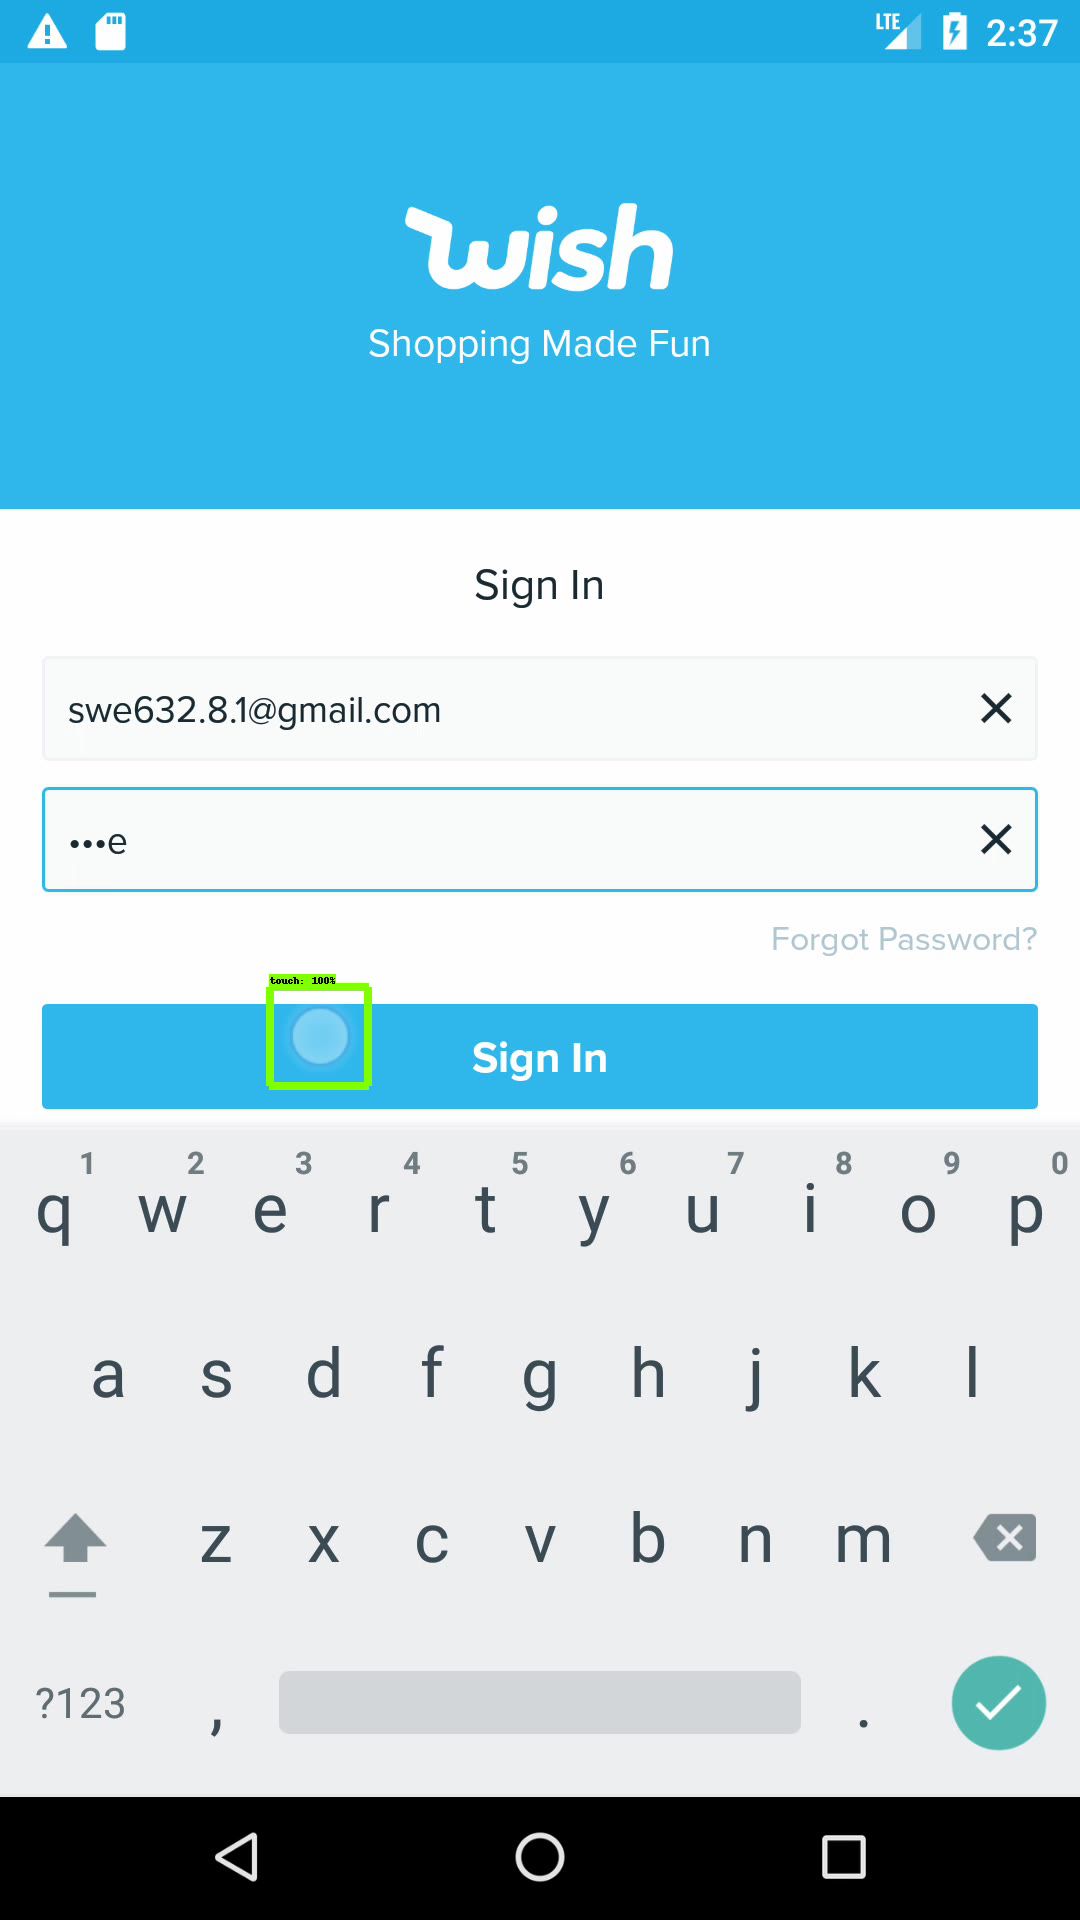 LTE 2:37
wish
Shopping Made Fun
Sign In
swe632.8.1@gmail.com
•••e
Forgot Password?
touch: 100%
Sign In
1 2 3 4 5 6 7 8 9 0
q w e r t y u i o p
a s d f g h j k l
z x c v b n m
?123 , .